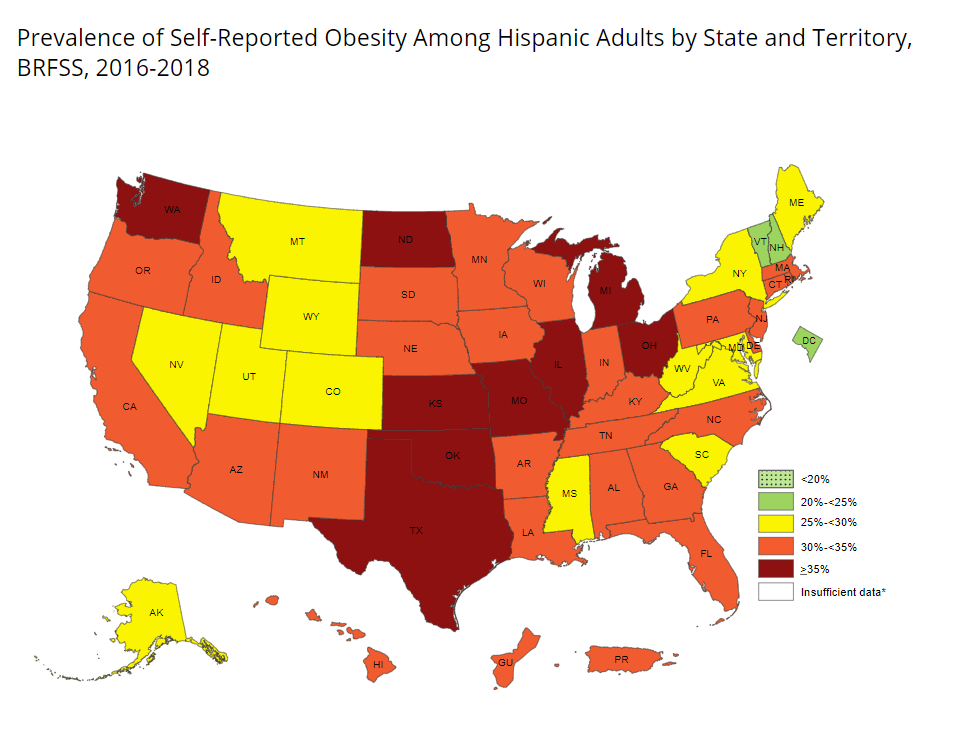 Prevalence of Self-Reported Obesity Among Hispanic Adults by State and Territory,
BRFSS, 2016-2018
WA
MT
ND
MN
ME
VT
NH
OR
ID
SD
WI
MI
NY
MA
CT
RI
WY
NE
IA
PA
NJ
NV
UT
CO
IL
IN
OH
MD
DE
DC
WV
VA
CA
KS
MO
KY
NC
AZ
NM
OK
AR
TN
SC
TX
LA
MS
AL
GA
FL
<20%
20%-<25%
25%-<30%
30%-<35%
≥35%
Insufficient data*
AK
HI
GU
PR